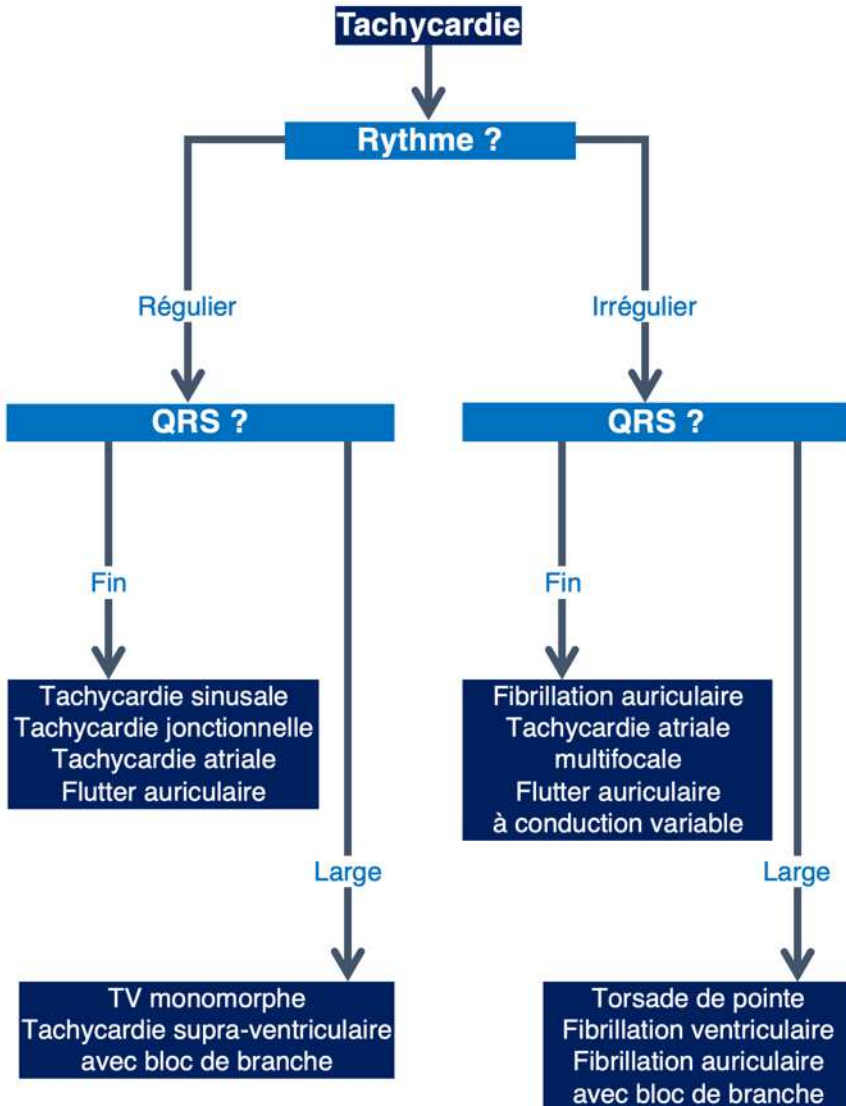 Tachycardie
Rythme ?
Régulier
Irrégulier
QRS ?
QRS ?
Fin
Fin
Tachycardie sinusale
Tachycardie jonctionnelle
Tachycardie atriale
Flutter auriculaire
Fibrillation auriculaire
Tachycardie atriale
multifocale
Flutter auriculaire
à conduction variable
Large
Large
TV monomorphe
Tachycardie supra-ventriculaire
avec bloc de branche
Torsade de pointe
Fibrillation ventriculaire
Fibrillation auriculaire
avec bloc de branche